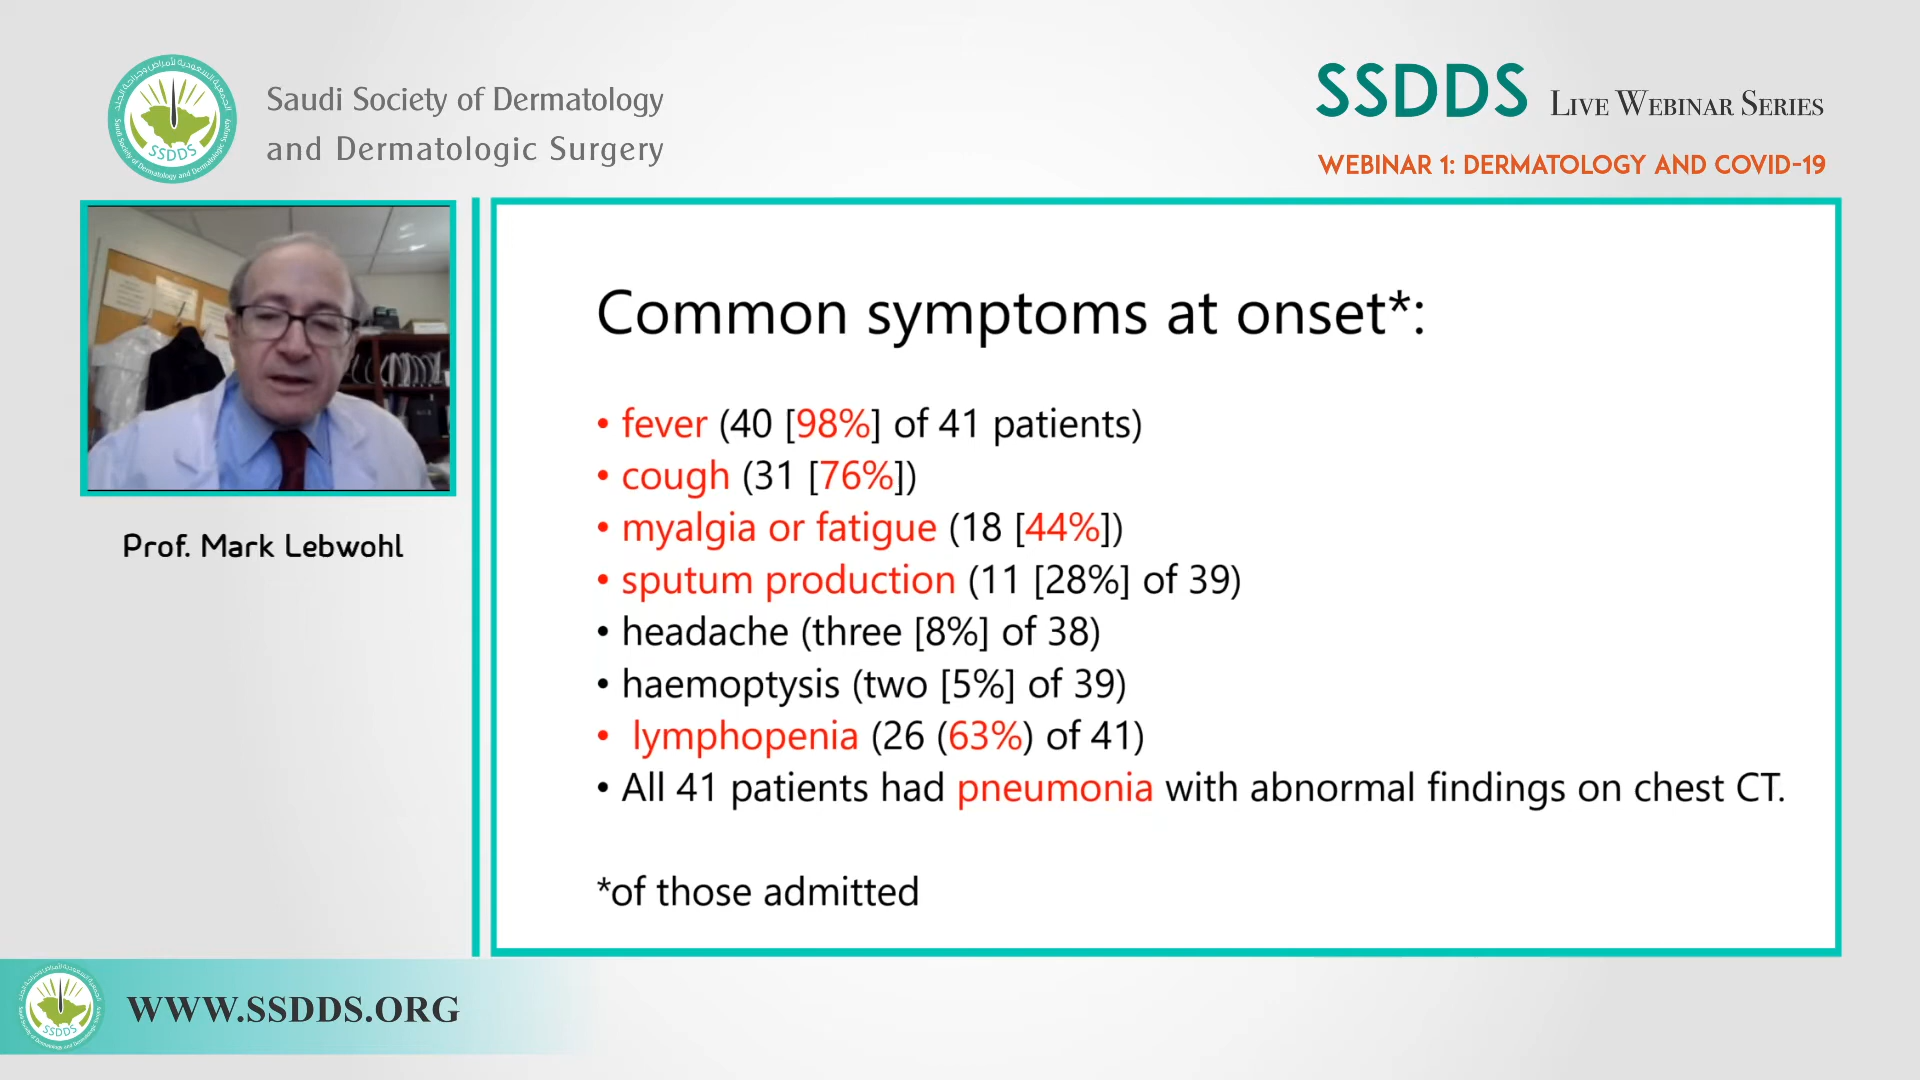 Saudi Society of Dermatology
and Dermatologic Surgery
SSDDS
SSDDS LIVE WEBINAR SERIES
WEBINAR 1: DERMATOLOGY AND COVID-19
Prof. Mark Lebwohl
Common symptoms at onset*:
• fever (40 [98%] of 41 patients)
• cough (31 [76%])
• myalgia or fatigue (18 [44%])
• sputum production (11 [28%] of 39)
• headache (three [8%] of 38)
• haemoptysis (two [5%] of 39)
• lymphopenia (26 (63%) of 41)
• All 41 patients had pneumonia with abnormal findings on chest CT.
*of those admitted
SSDDS
WWW.SSDDS.ORG